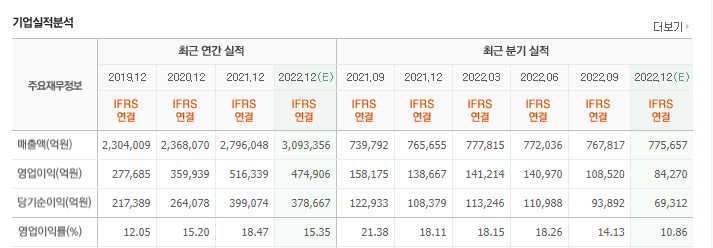 기업실적분석
더보기
주요재무정보 최근 연간 실적 최근 분기 실적
2019.12 2020.12 2021.12 2022.12(E) 2021.09 2021.12 2022.03 2022.06 2022.09 2022.12(E)
IFRS IFRS IFRS IFRS IFRS IFRS IFRS IFRS IFRS IFRS
연결 연결 연결 연결 연결 연결 연결 연결 연결 연결
매출액(억원) 2,304,009 2,368,070 2,796,048 3,093,356 739,792 765,655 777,815 772,036 767,817 775,657
영업이익(억원) 277,685 359,939 516,339 474,906 158,175 138,667 141,214 140,970 108,520 84,270
당기순이익(억원) 217,389 264,078 399,074 378,667 122,933 108,379 113,246 110,988 93,892 69,312
영업이익률(%) 12.05 15.20 18.47 15.35 21.38 18.11 18.15 18.26 14.13 10.86